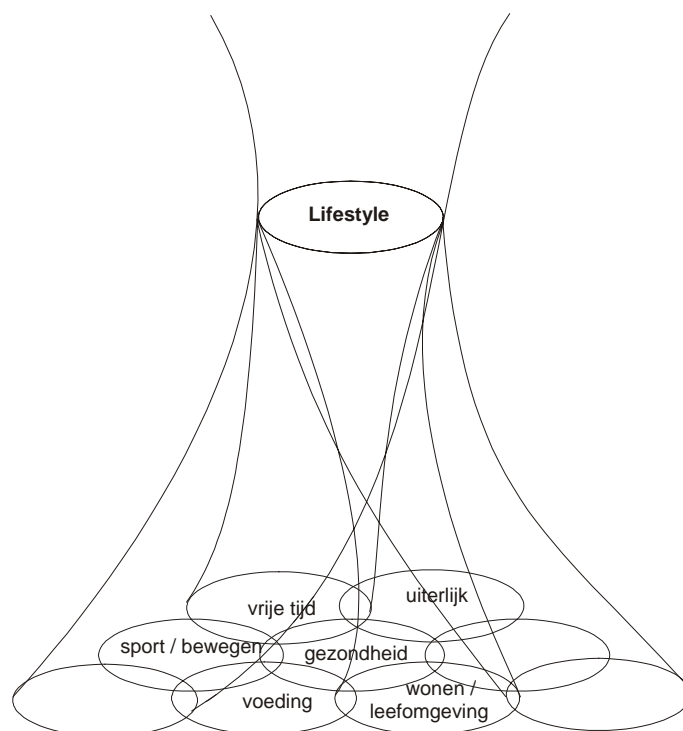 Lifestyle
vrije tijd
uiterlijk
sport / bewegen
gezondheid
voeding
wonen /
leefomgeving